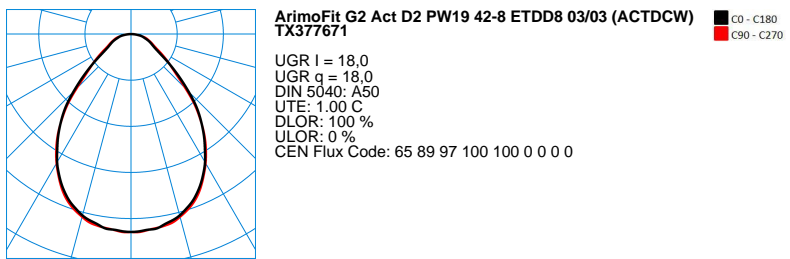 ArimoFit G2 Act D2 PW19 42-8 ETDD8 03/03 (ACTDCW)
TX377671
C0 - C180
C90 - C270
UGR l = 18,0
UGR q = 18,0
DIN 5040: A50
UTE: 1.00 C
DLOR: 100 %
ULOR: 0 %
CEN Flux Code: 65 89 97 100 100 0 0 0 0